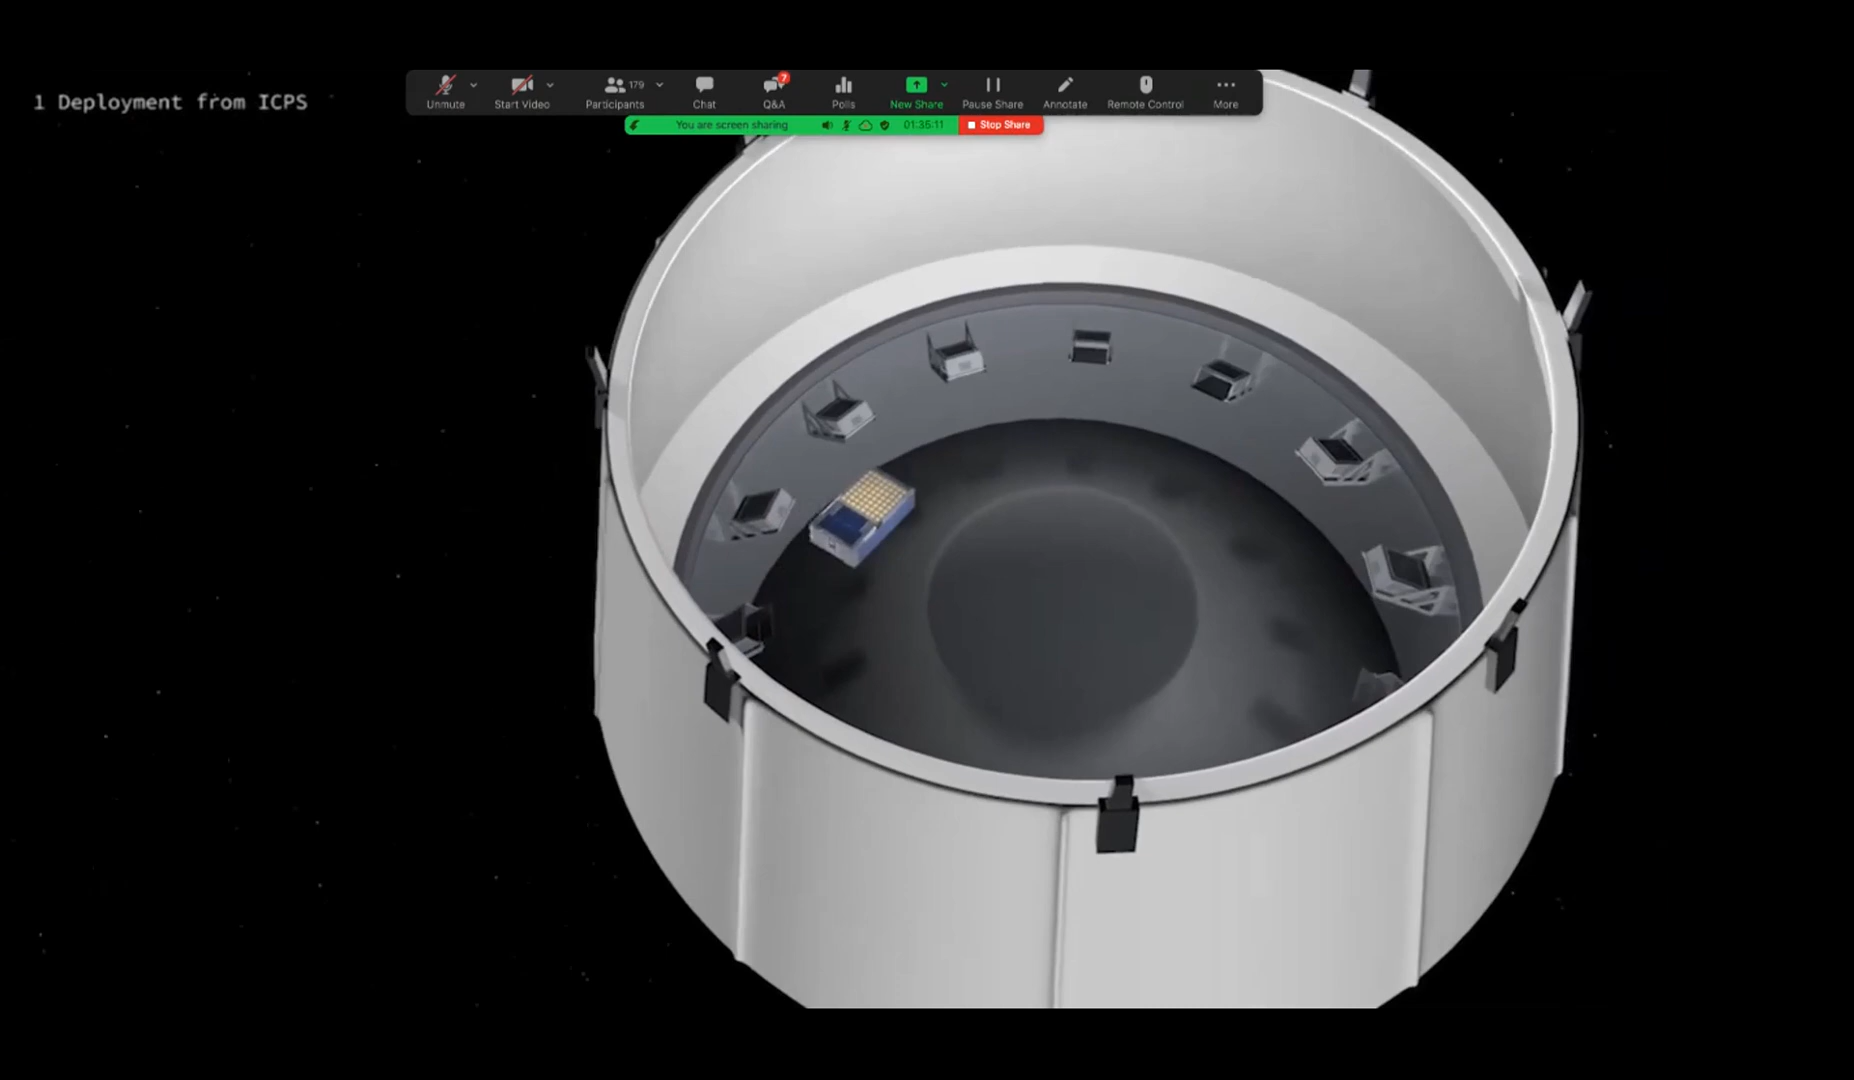 1 Deployment from ICPS
Unmute
Start Video
179
Participants
Chat
7
Q&A
Polls
New Share
Pause Share
Annotate
Remote Control
More
You are screen sharing
01:35:11
Stop Share